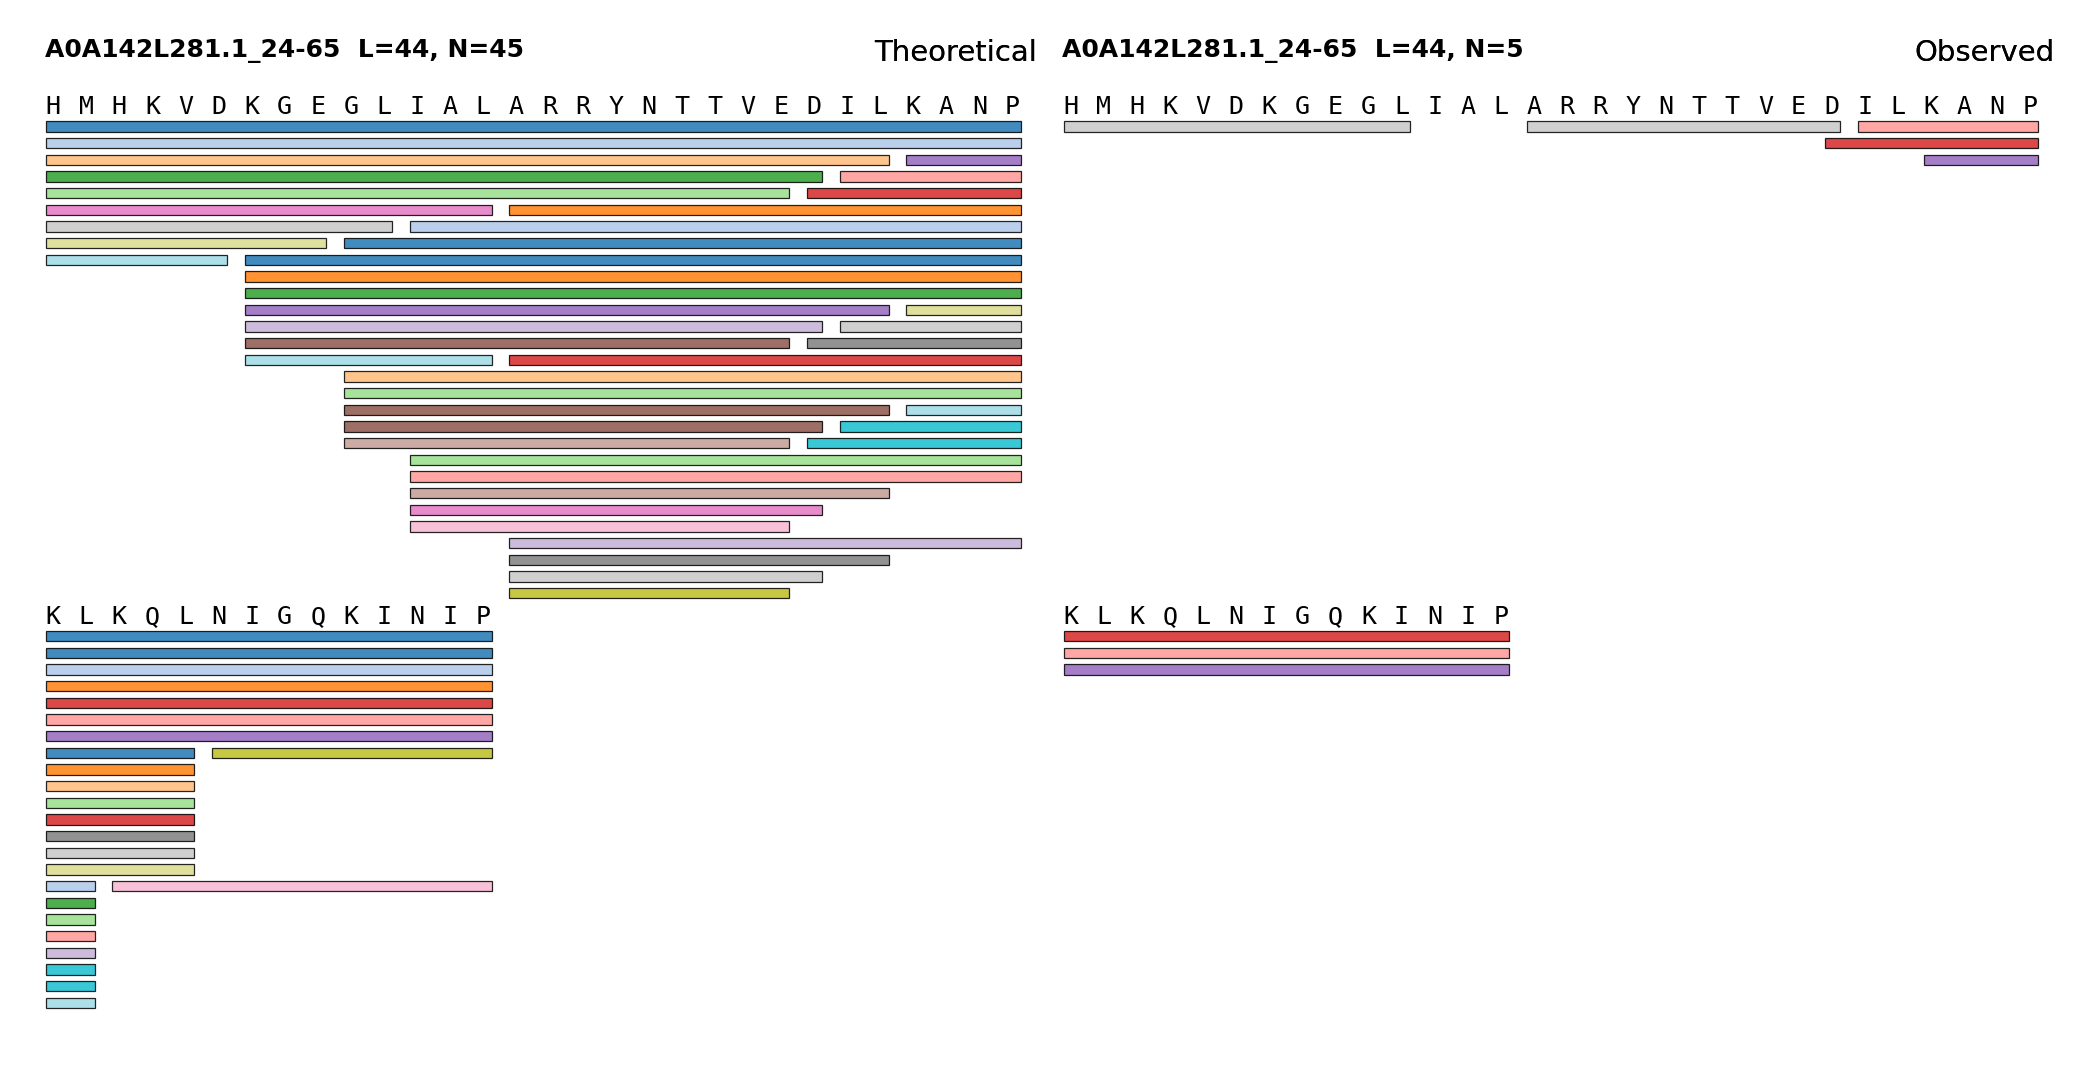 A0A142L281.1_24-65 L=44, N=45
Theoretical
H M H K V D K G E G L I A L A R R Y N T T V E D I L K A N P
K L K Q L N I G Q K I N I P
A0A142L281.1_24-65 L=44, N=5
Observed
H M H K V D K G E G L I A L A R R Y N T T V E D I L K A N P
K L K Q L N I G Q K I N I P